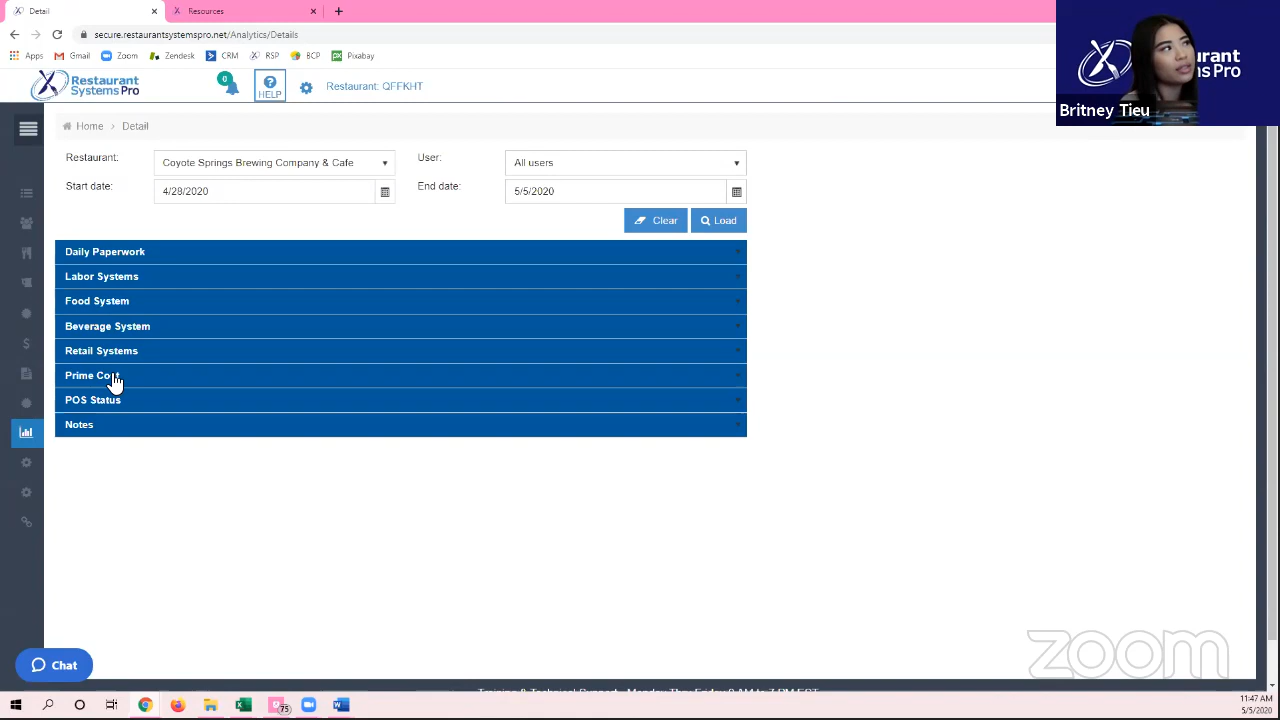 Detail
Resources
secure.restaurantsystemspro.net/Analytics/Details
Apps
Gmail
Zoom
Zendesk
CRM
RSP
BCP
Pixabay
Restaurant
Systems Pro
0
HELP
Restaurant: QFFKHT
Britney Tieu
Home > Detail
Restaurant:
Coyote Springs Brewing Company & Cafe
User:
All users
Start date:
4/28/2020
End date:
5/5/2020
Clear
Load
Daily Paperwork
Labor Systems
Food System
Beverage System
Retail Systems
Prime Cost
POS Status
Notes
Chat
zoom
75
11:47 AM
5/5/2020